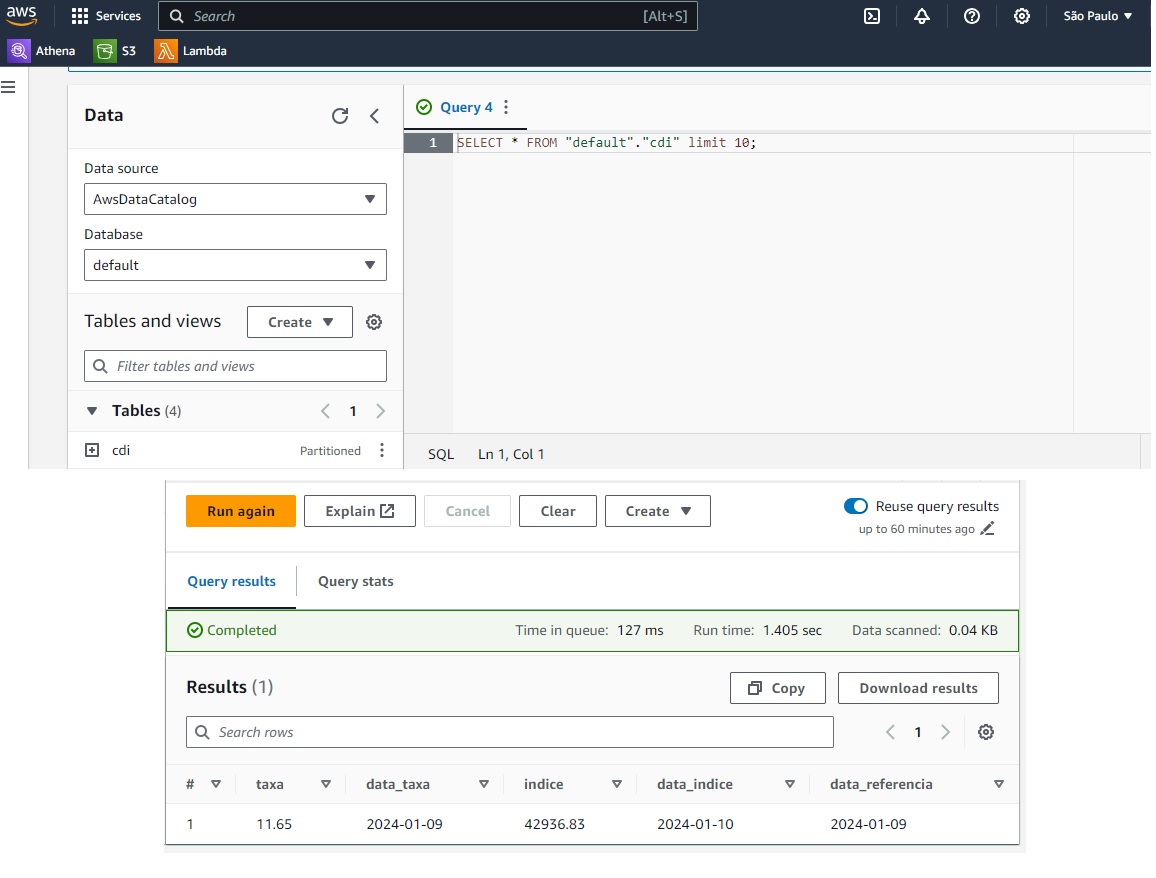 aws Services Search [Alt+S] São Paulo
Athena S3 Lambda
Data
Data source
AwsDataCatalog
Database
default
Tables and views Create
Filter tables and views
Tables (4) 1
cdi Partitioned
Query 4
1 SELECT * FROM "default"."cdi" limit 10;
SQL Ln 1, Col 1
Run again Explain Cancel Clear Create Reuse query results
up to 60 minutes ago
Query results Query stats
Completed Time in queue: 127 ms Run time: 1.405 sec Data scanned: 0.04 KB
Results (1) Copy Download results
Search rows 1
# taxa data_taxa indice data_indice data_referencia
1 11.65 2024-01-09 42936.83 2024-01-10 2024-01-09